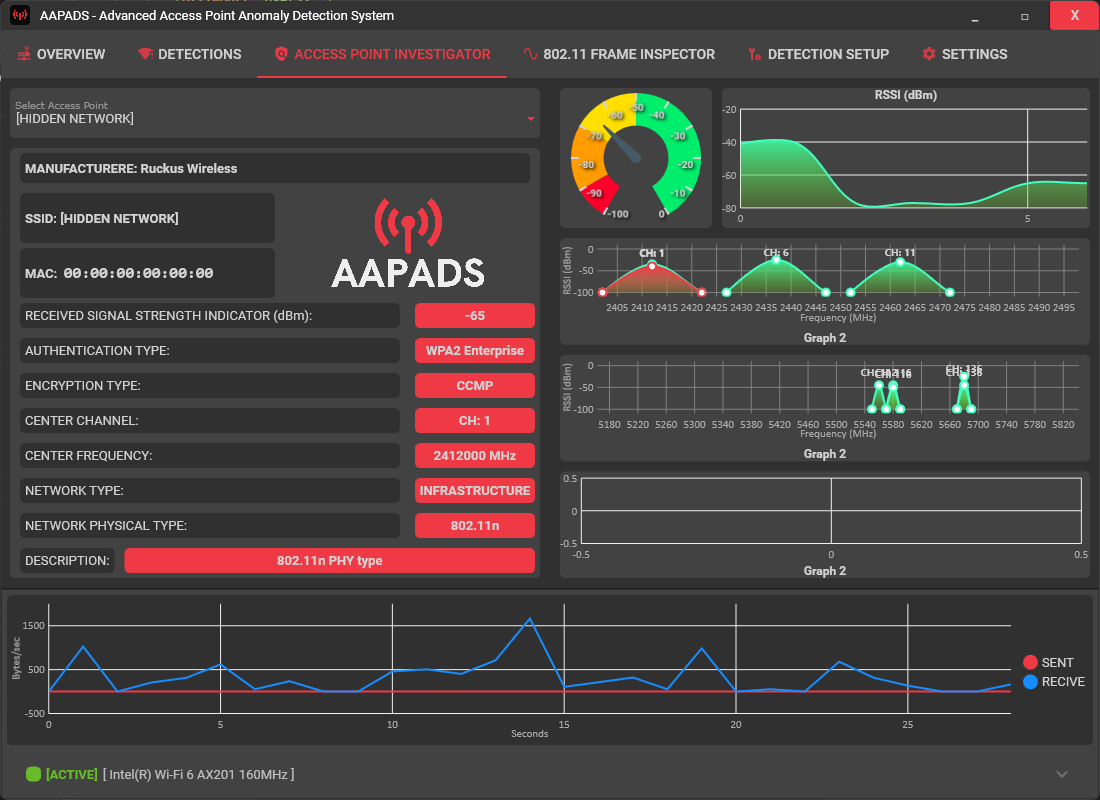 AAPADS - Advanced Access Point Anomaly Detection System
X
OVERVIEW
DETECTIONS
ACCESS POINT INVESTIGATOR
802.11 FRAME INSPECTOR
DETECTION SETUP
SETTINGS
Select Access Point
[HIDDEN NETWORK]
MANUFACTURERE: Ruckus Wireless
SSID: [HIDDEN NETWORK]
MAC: 00:00:00:00:00:00
AAPADS
RECEIVED SIGNAL STRENGTH INDICATOR (dBm):
-65
AUTHENTICATION TYPE:
WPA2 Enterprise
ENCRYPTION TYPE:
CCMP
CENTER CHANNEL:
CH: 1
CENTER FREQUENCY:
2412000 MHz
NETWORK TYPE:
INFRASTRUCTURE
NETWORK PHYSICAL TYPE:
802.11n
DESCRIPTION:
802.11n PHY type
-100
-90
-80
-70
-60
-50
-40
-30
-20
-10
0
RSSI (dBm)
-20
-40
-60
-80
0
5
RSSI (dBm)
0
-50
-100
CH: 1
CH: 6
CH: 11
2405 2410 2415 2420 2425 2430 2435 2440 2445 2450 2455 2460 2465 2470 2475 2480 2485 2490 2495
Frequency (MHz)
Graph 2
RSSI (dBm)
0
-50
-100
CH: 116
CH: 136
5180 5220 5260 5300 5340 5380 5420 5460 5500 5540 5580 5620 5660 5700 5740 5780 5820
Frequency (MHz)
Graph 2
0.5
0
-0.5
-0.5
0
0.5
Graph 2
Bytes/sec
1500
500
-500
0
5
10
15
20
25
Seconds
SENT
RECIVE
[ACTIVE] [ Intel(R) Wi-Fi 6 AX201 160MHz ]